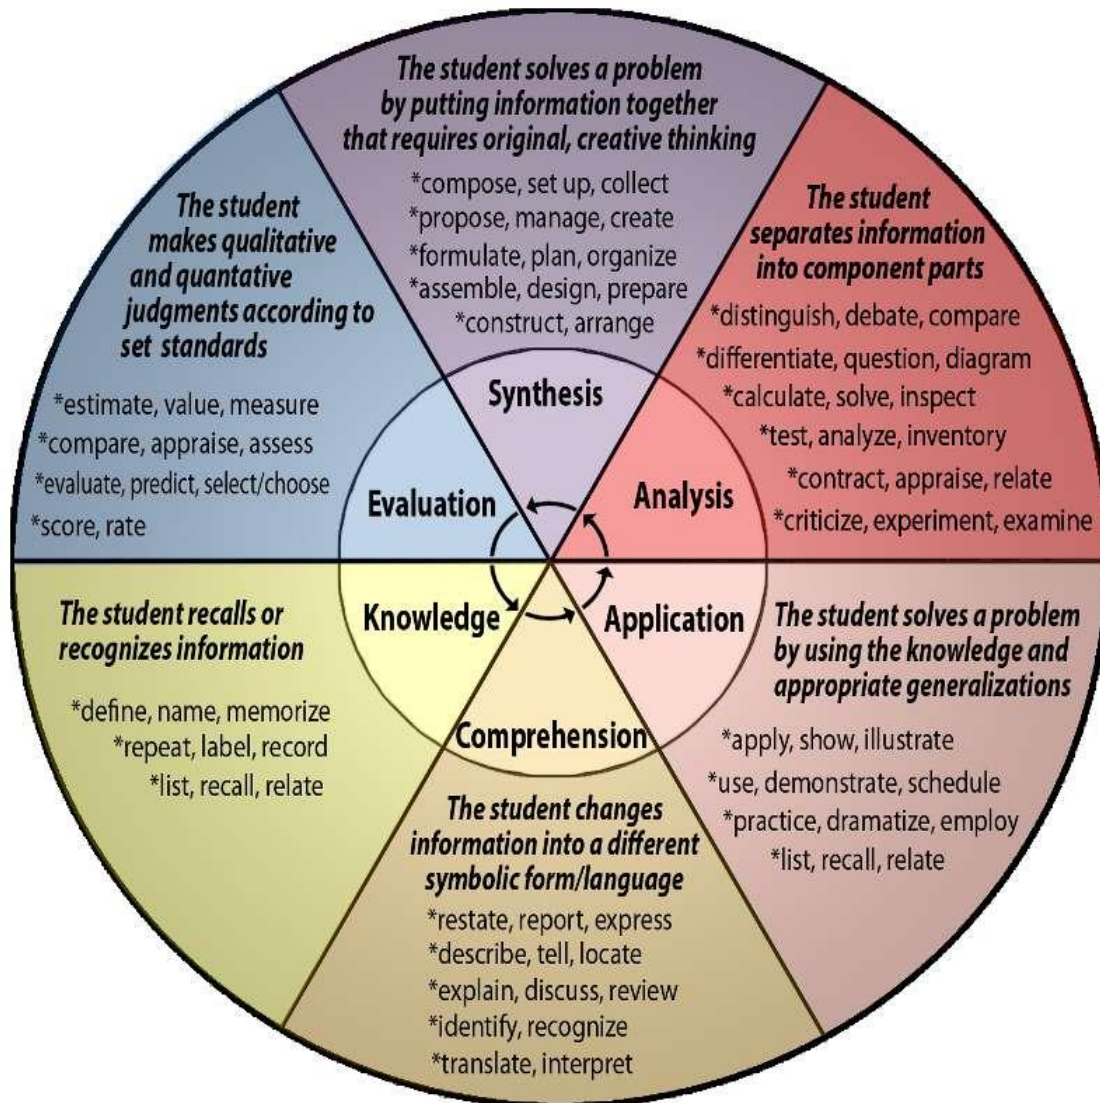 The student solves a problem
by putting information together
that requires original, creative thinking
*compose, set up, collect
*propose, manage, create
*formulate, plan, organize
*assemble, design, prepare
*construct, arrange
Synthesis
The student
separates information
into component parts
*distinguish, debate, compare
*differentiate, question, diagram
*calculate, solve, inspect
*test, analyze, inventory
*contract, appraise, relate
*criticize, experiment, examine
Analysis
The student solves a problem
by using the knowledge and
appropriate generalizations
*apply, show, illustrate
*use, demonstrate, schedule
*practice, dramatize, employ
*list, recall, relate
Application
Comprehension
The student changes
information into a different
symbolic form/language
*restate, report, express
*describe, tell, locate
*explain, discuss, review
*identify, recognize
*translate, interpret
Knowledge
The student recalls or
recognizes information
*define, name, memorize
*repeat, label, record
*list, recall, relate
The student
makes qualitative
and quantative
judgments according to
set standards
*estimate, value, measure
*compare, appraise, assess
*evaluate, predict, select/choose
*score, rate
Evaluation